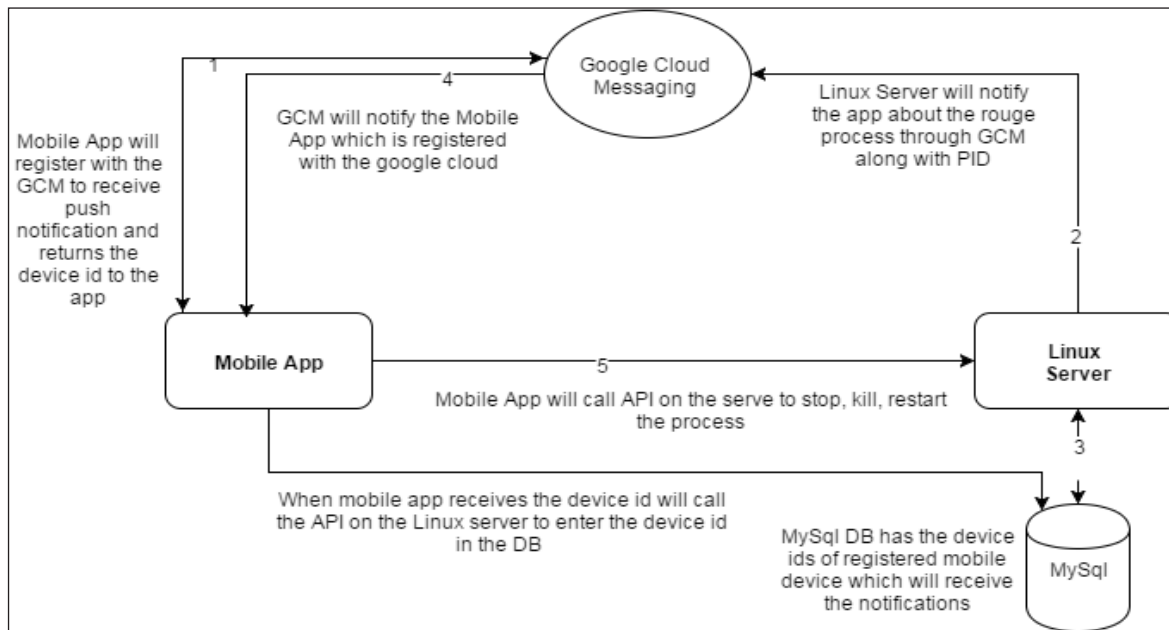 1
Google Cloud
Messaging
4
GCM will notify the Mobile
App which is registered
with the google cloud
Linux Server will notify
the app about the rouge
process through GCM
along with PID
Mobile App will
register with the
GCM to receive
push
notification and
returns the
device id to the
app
2
Mobile App
Linux
Server
5
Mobile App will call API on the serve to stop, kill, restart
the process
3
When mobile app receives the device id will call
the API on the Linux server to enter the device id
in the DB
MySql DB has the device
ids of registered mobile
device which will receive
the notifications
MySql